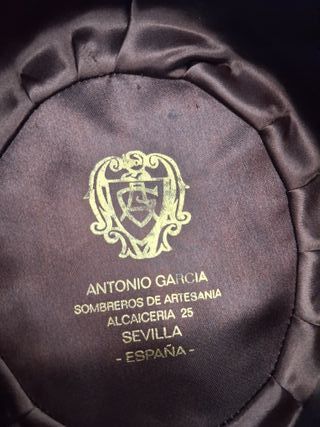 ANTONIO GARCIA
SOMBREROS DE ARTESANIA
ALCAICERIA 25
SEVILLA
- ESPAÑA -